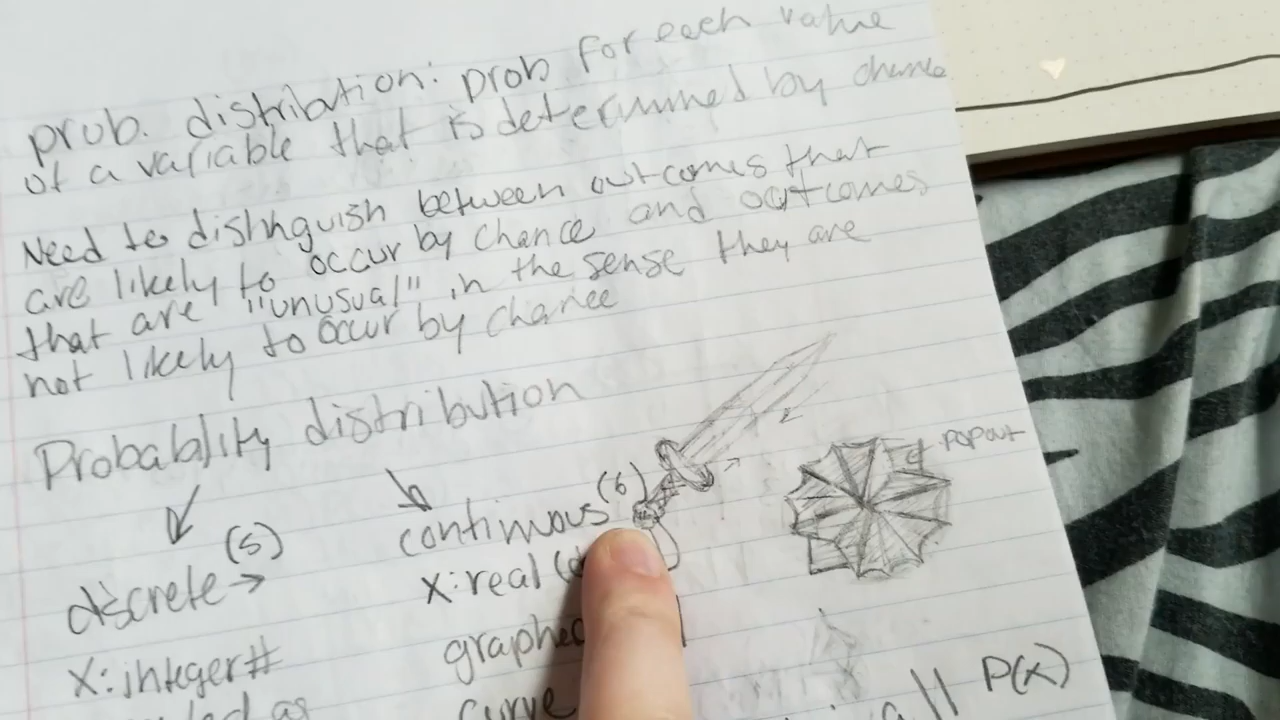 prob. distribution: prob for each value
of a variable that is determined by chance
Need to distinguish between outcomes that
are likely to occur by chance and outcomes
that are "unusual" in the sense they are
not likely to occur by chance
Probability distribution
discrete → (5)
continuous (6)
popout
X: integer #
X: real
graphed
as
curve
all P(x)